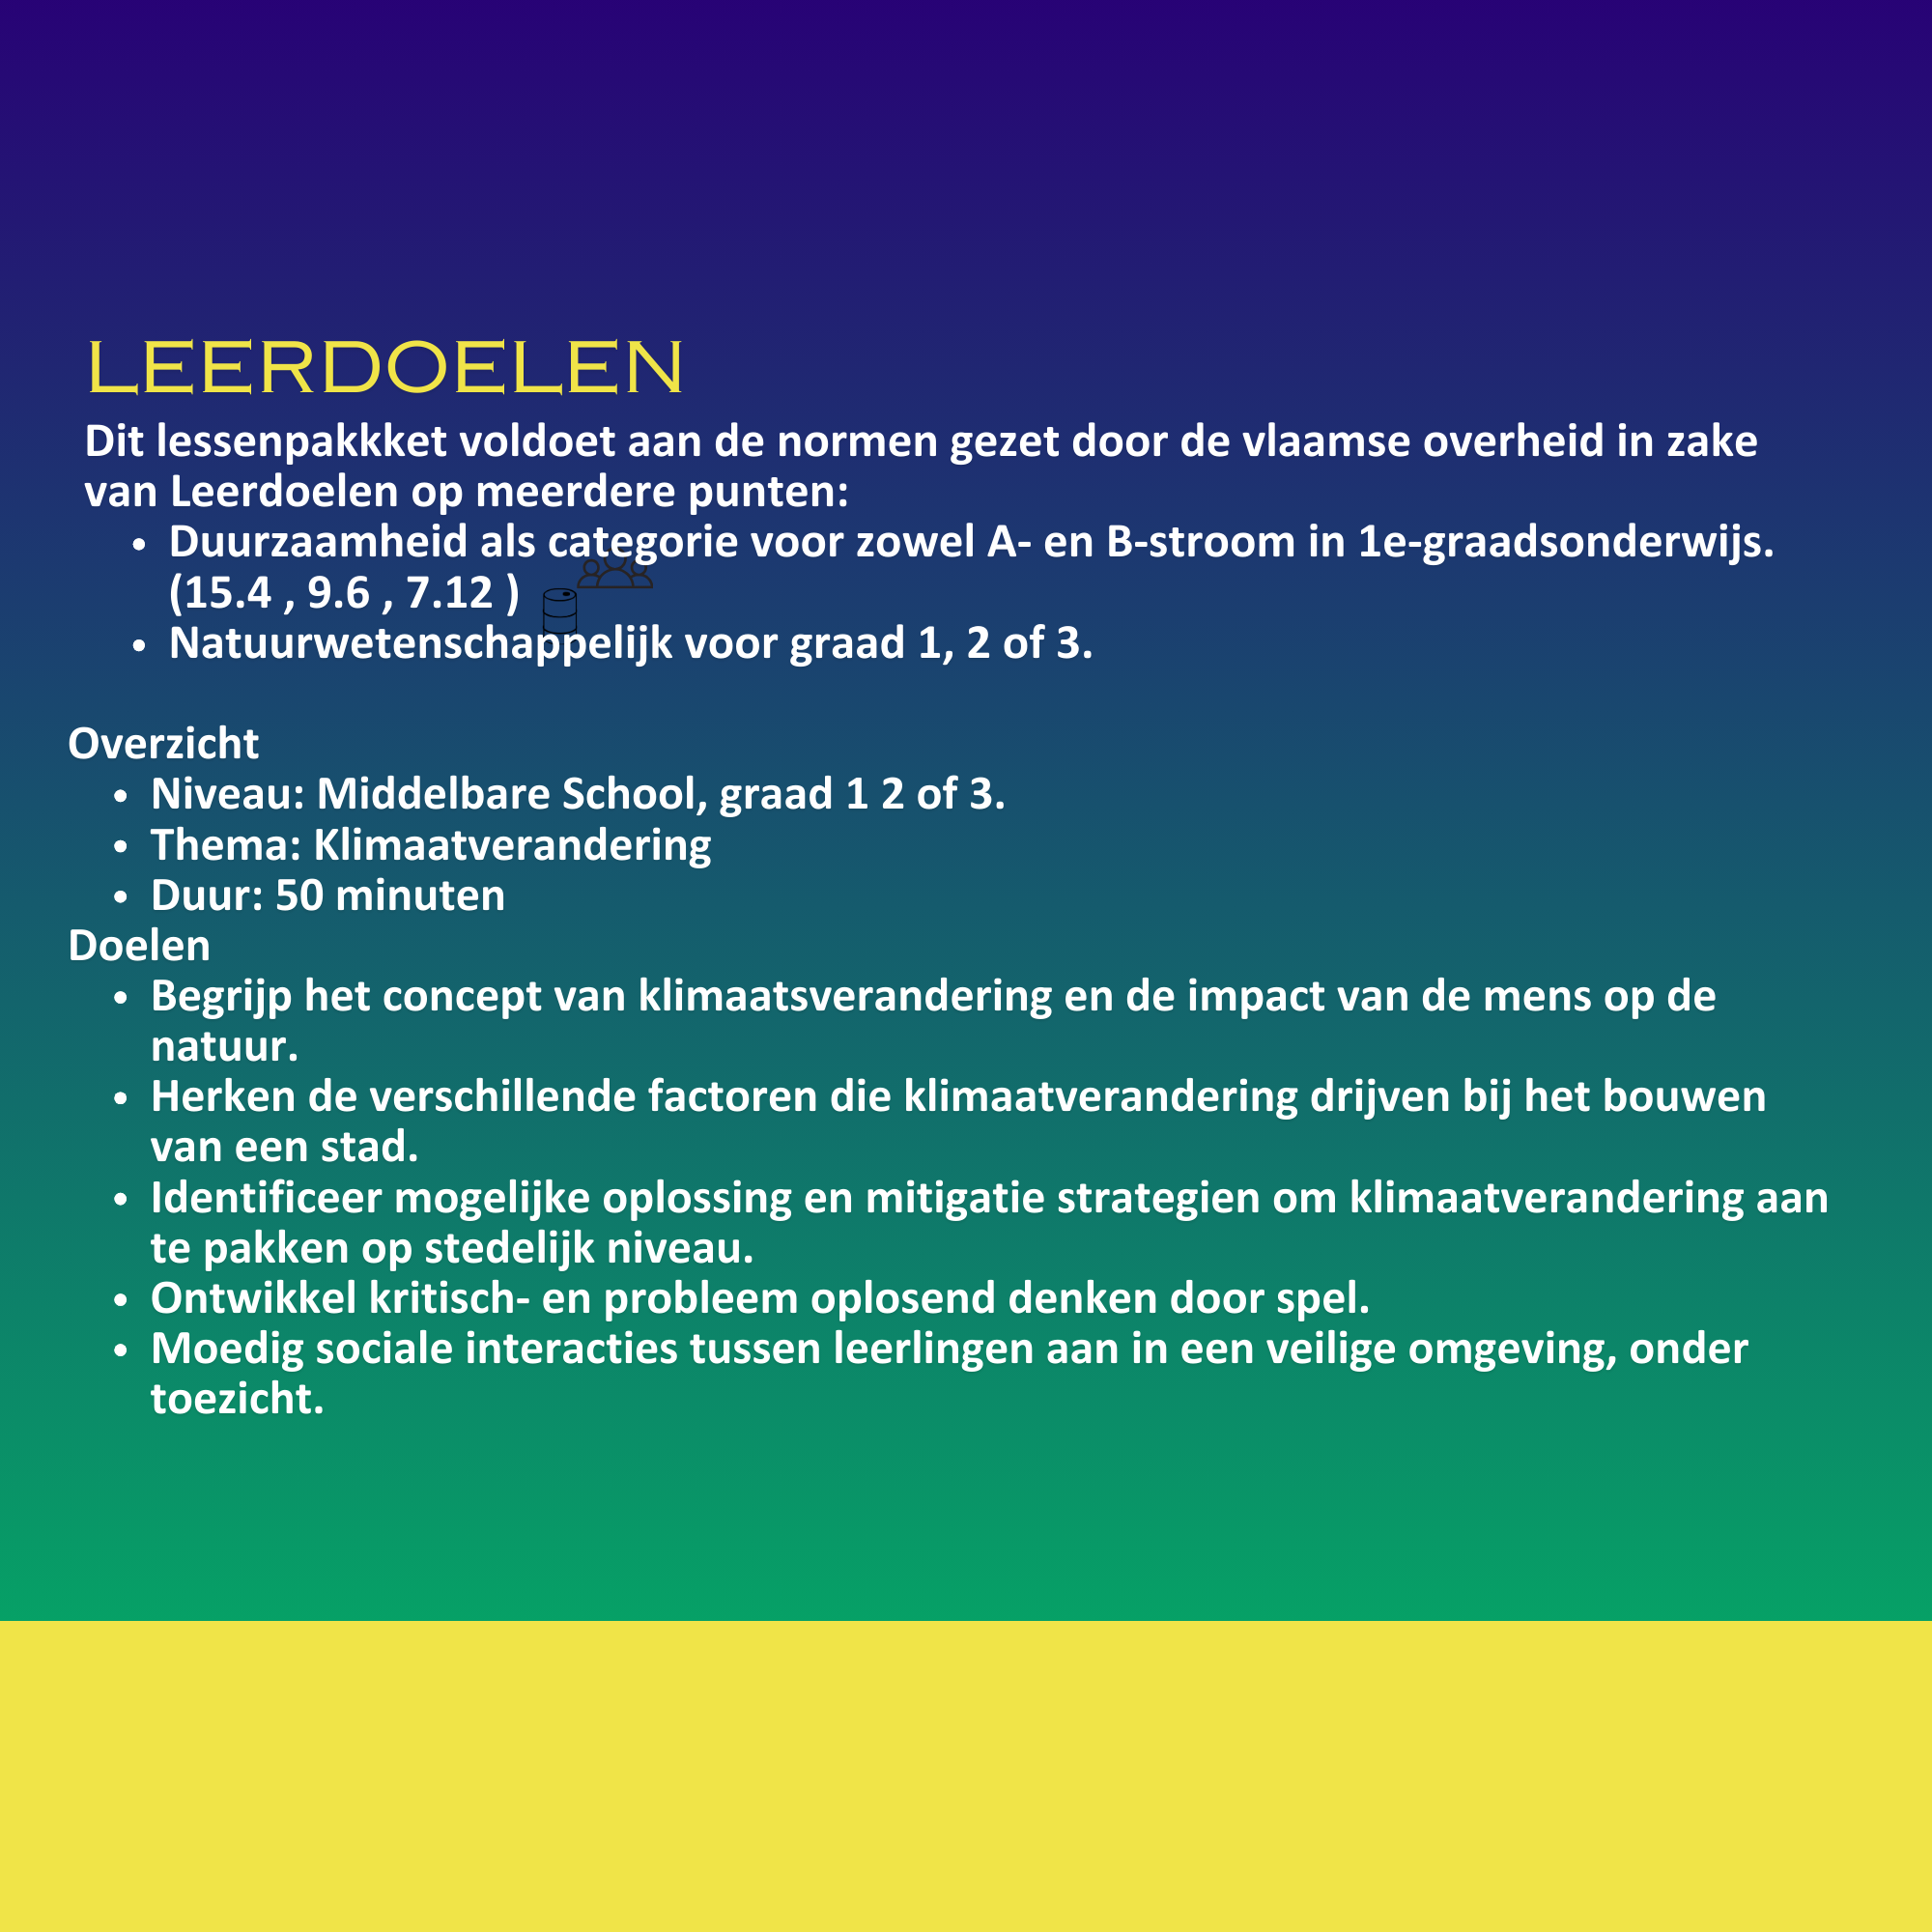 LEERDOELEN
Dit lessenpakkket voldoet aan de normen gezet door de vlaamse overheid in zake
van Leerdoelen op meerdere punten:
• Duurzaamheid als categorie voor zowel A- en B-stroom in 1e-graadsonderwijs.
(15.4 , 9.6 , 7.12 )
• Natuurwetenschappelijk voor graad 1, 2 of 3.
Overzicht
• Niveau: Middelbare School, graad 1 2 of 3.
• Thema: Klimaatverandering
• Duur: 50 minuten
Doelen
• Begrijp het concept van klimaatsverandering en de impact van de mens op de
natuur.
• Herken de verschillende factoren die klimaatverandering drijven bij het bouwen
van een stad.
• Identificeer mogelijke oplossing en mitigatie strategien om klimaatverandering aan
te pakken op stedelijk niveau.
• Ontwikkel kritisch- en probleem oplosend denken door spel.
• Moedig sociale interacties tussen leerlingen aan in een veilige omgeving, onder
toezicht.